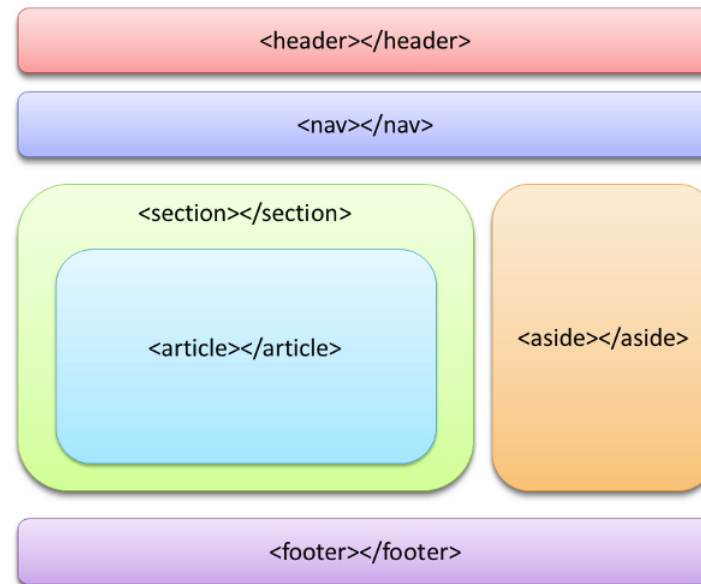 <header></header>
<nav></nav>
<section></section>
<article></article>
<aside></aside>
<footer></footer>